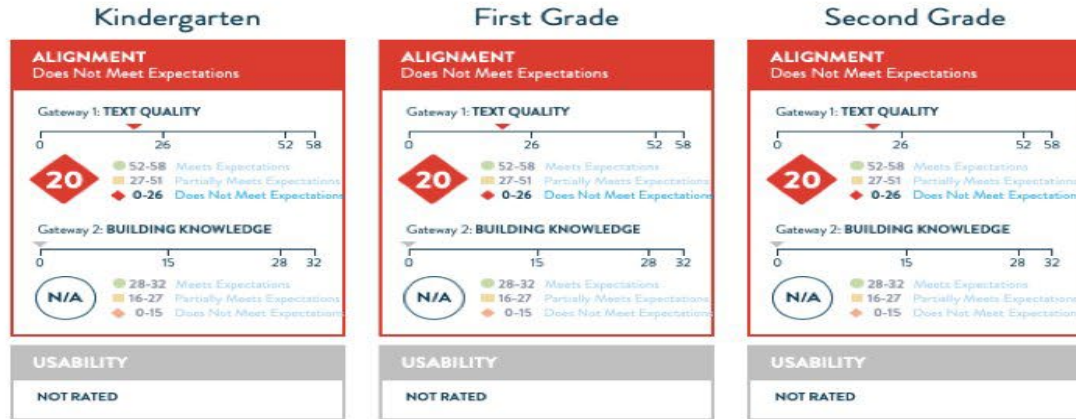 Kindergarten
ALIGNMENT
Does Not Meet Expectations
Gateway 1: TEXT QUALITY
0 26 52 58
20
52-58 Meets Expectations
27-51 Partially Meets Expectations
0-26 Does Not Meet Expectations
Gateway 2: BUILDING KNOWLEDGE
0 15 28 32
N/A
28-32 Meets Expectations
16-27 Partially Meets Expectations
0-15 Does Not Meet Expectations
USABILITY
NOT RATED
First Grade
ALIGNMENT
Does Not Meet Expectations
Gateway 1: TEXT QUALITY
0 26 52 58
20
52-58 Meets Expectations
27-51 Partially Meets Expectations
0-26 Does Not Meet Expectations
Gateway 2: BUILDING KNOWLEDGE
0 15 28 32
N/A
28-32 Meets Expectations
16-27 Partially Meets Expectations
0-15 Does Not Meet Expectations
USABILITY
NOT RATED
Second Grade
ALIGNMENT
Does Not Meet Expectations
Gateway 1: TEXT QUALITY
0 26 52 58
20
52-58 Meets Expectations
27-51 Partially Meets Expectations
0-26 Does Not Meet Expectations
Gateway 2: BUILDING KNOWLEDGE
0 15 28 32
N/A
28-32 Meets Expectations
16-27 Partially Meets Expectations
0-15 Does Not Meet Expectations
USABILITY
NOT RATED